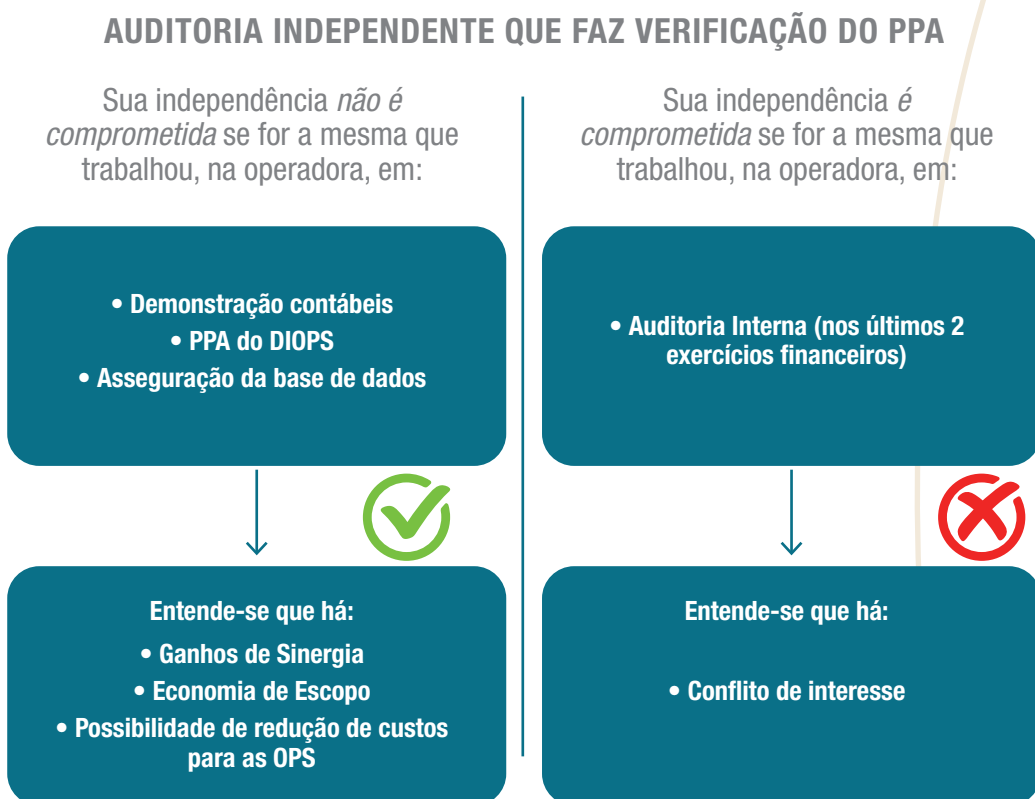 AUDITORIA INDEPENDENTE QUE FAZ VERIFICAÇÃO DO PPA
Sua independência não é
comprometida se for a mesma que
trabalhou, na operadora, em:
• Demonstração contábeis
• PPA do DIOPS
• Asseguração da base de dados
Entende-se que há:
• Ganhos de Sinergia
• Economia de Escopo
• Possibilidade de redução de custos
para as OPS
Sua independência é
comprometida se for a mesma que
trabalhou, na operadora, em:
• Auditoria Interna (nos últimos 2
exercícios financeiros)
Entende-se que há:
• Conflito de interesse